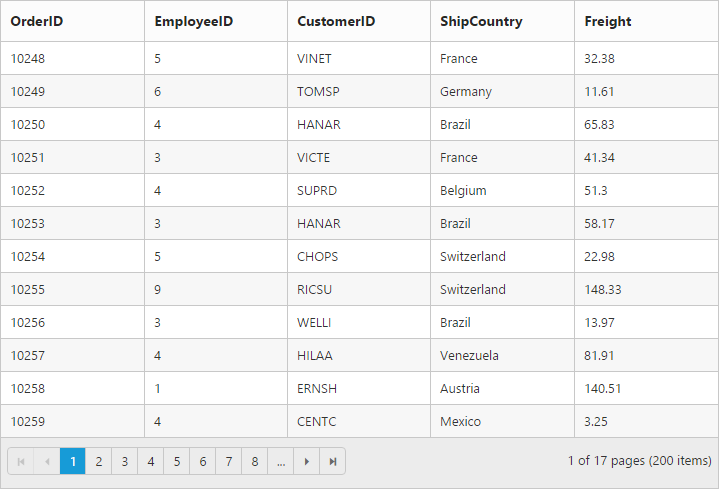 OrderID EmployeeID CustomerID ShipCountry Freight
10248 5 VINET France 32.38
10249 6 TOMSP Germany 11.61
10250 4 HANAR Brazil 65.83
10251 3 VICTE France 41.34
10252 4 SUPRD Belgium 51.3
10253 3 HANAR Brazil 58.17
10254 5 CHOPS Switzerland 22.98
10255 9 RICSU Switzerland 148.33
10256 3 WELLI Brazil 13.97
10257 4 HILAA Venezuela 81.91
10258 1 ERNSH Austria 140.51
10259 4 CENTC Mexico 3.25
1 2 3 4 5 6 7 8 ... 1 of 17 pages (200 items)